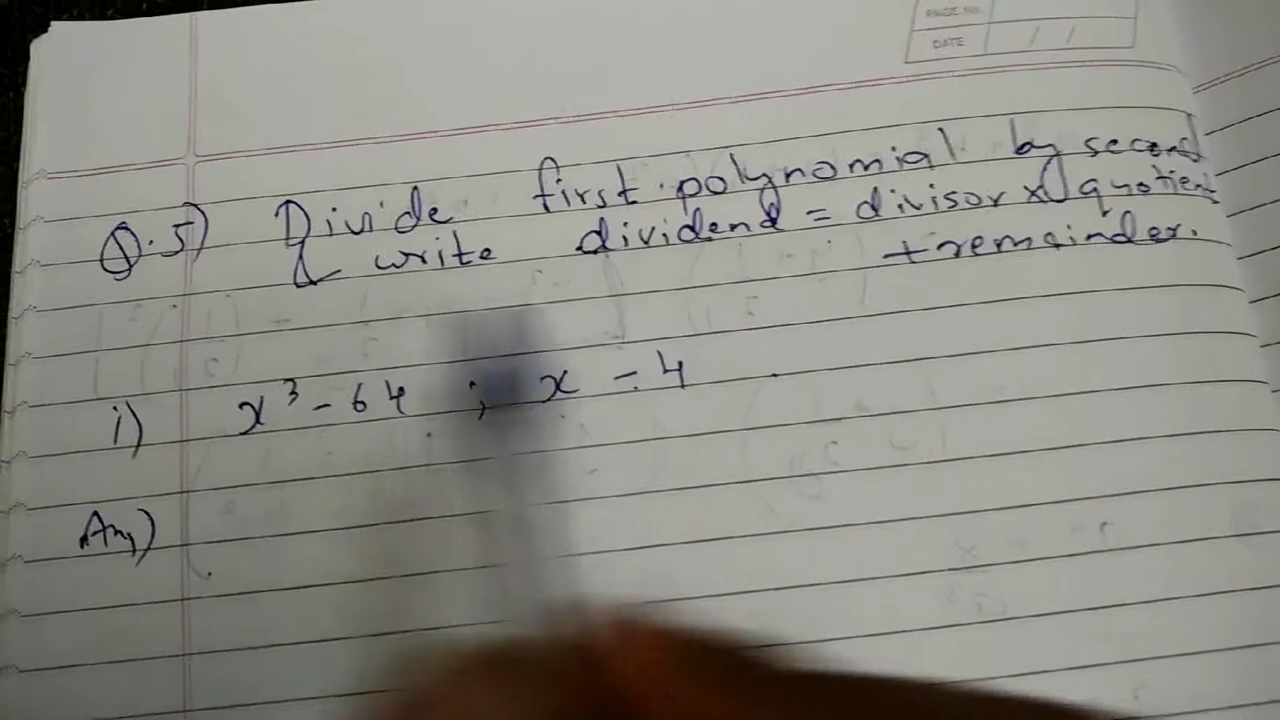 PAGE NO.
DATE / /
Q.5) Divide first polynomial by second
& write dividend = divisor x quotient
+ remainder.
i) x³ - 64 ; x - 4
Ans)